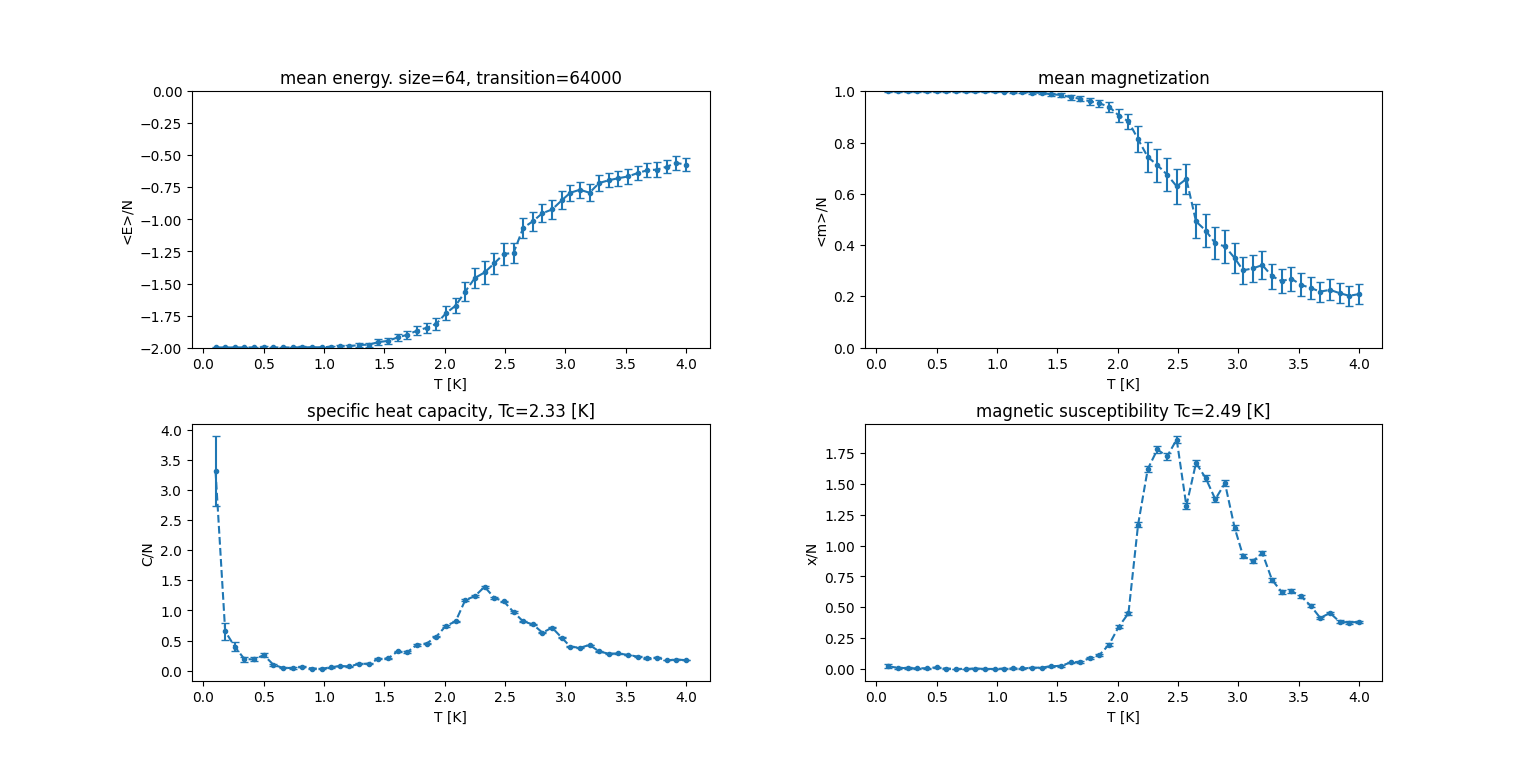 mean energy. size=64, transition=64000
0.00
−0.25
−0.50
−0.75
−1.00
−1.25
−1.50
−1.75
−2.00
<E>/N
0.0 0.5 1.0 1.5 2.0 2.5 3.0 3.5 4.0
T [K]
mean magnetization
1.0
0.8
0.6
0.4
0.2
0.0
<m>/N
0.0 0.5 1.0 1.5 2.0 2.5 3.0 3.5 4.0
T [K]
specific heat capacity, Tc=2.33 [K]
4.0
3.5
3.0
2.5
2.0
1.5
1.0
0.5
0.0
C/N
0.0 0.5 1.0 1.5 2.0 2.5 3.0 3.5 4.0
T [K]
magnetic susceptibility Tc=2.49 [K]
1.75
1.50
1.25
1.00
0.75
0.50
0.25
0.00
x/N
0.0 0.5 1.0 1.5 2.0 2.5 3.0 3.5 4.0
T [K]